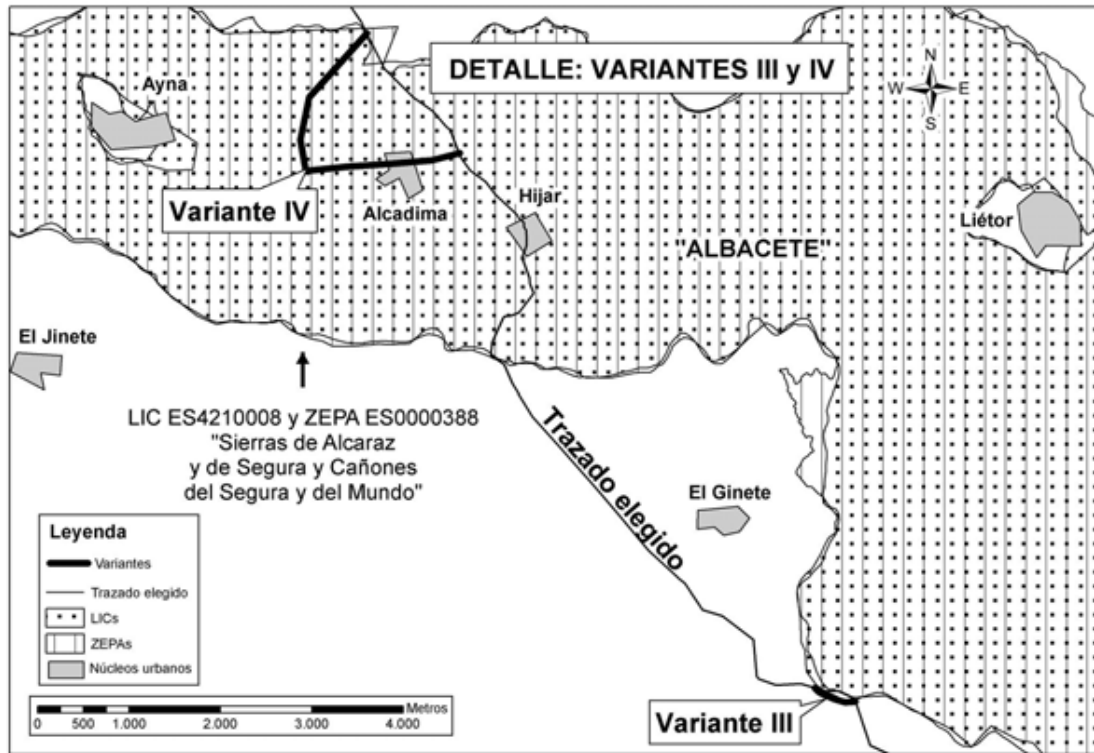 DETALLE: VARIANTES III y IV
N
W
E
S
Ayna
Variante IV
Alcadima
Hijar
Liétor
"ALBACETE"
El Jinete
LIC ES4210008 y ZEPA ES0000388
"Sierras de Alcaraz
y de Segura y Cañones
del Segura y del Mundo"
Trazado elegido
El Ginete
Leyenda
Variantes
Trazado elegido
LICs
ZEPAs
Núcleos urbanos
Metros
0 500 1.000 2.000 3.000 4.000
Variante III